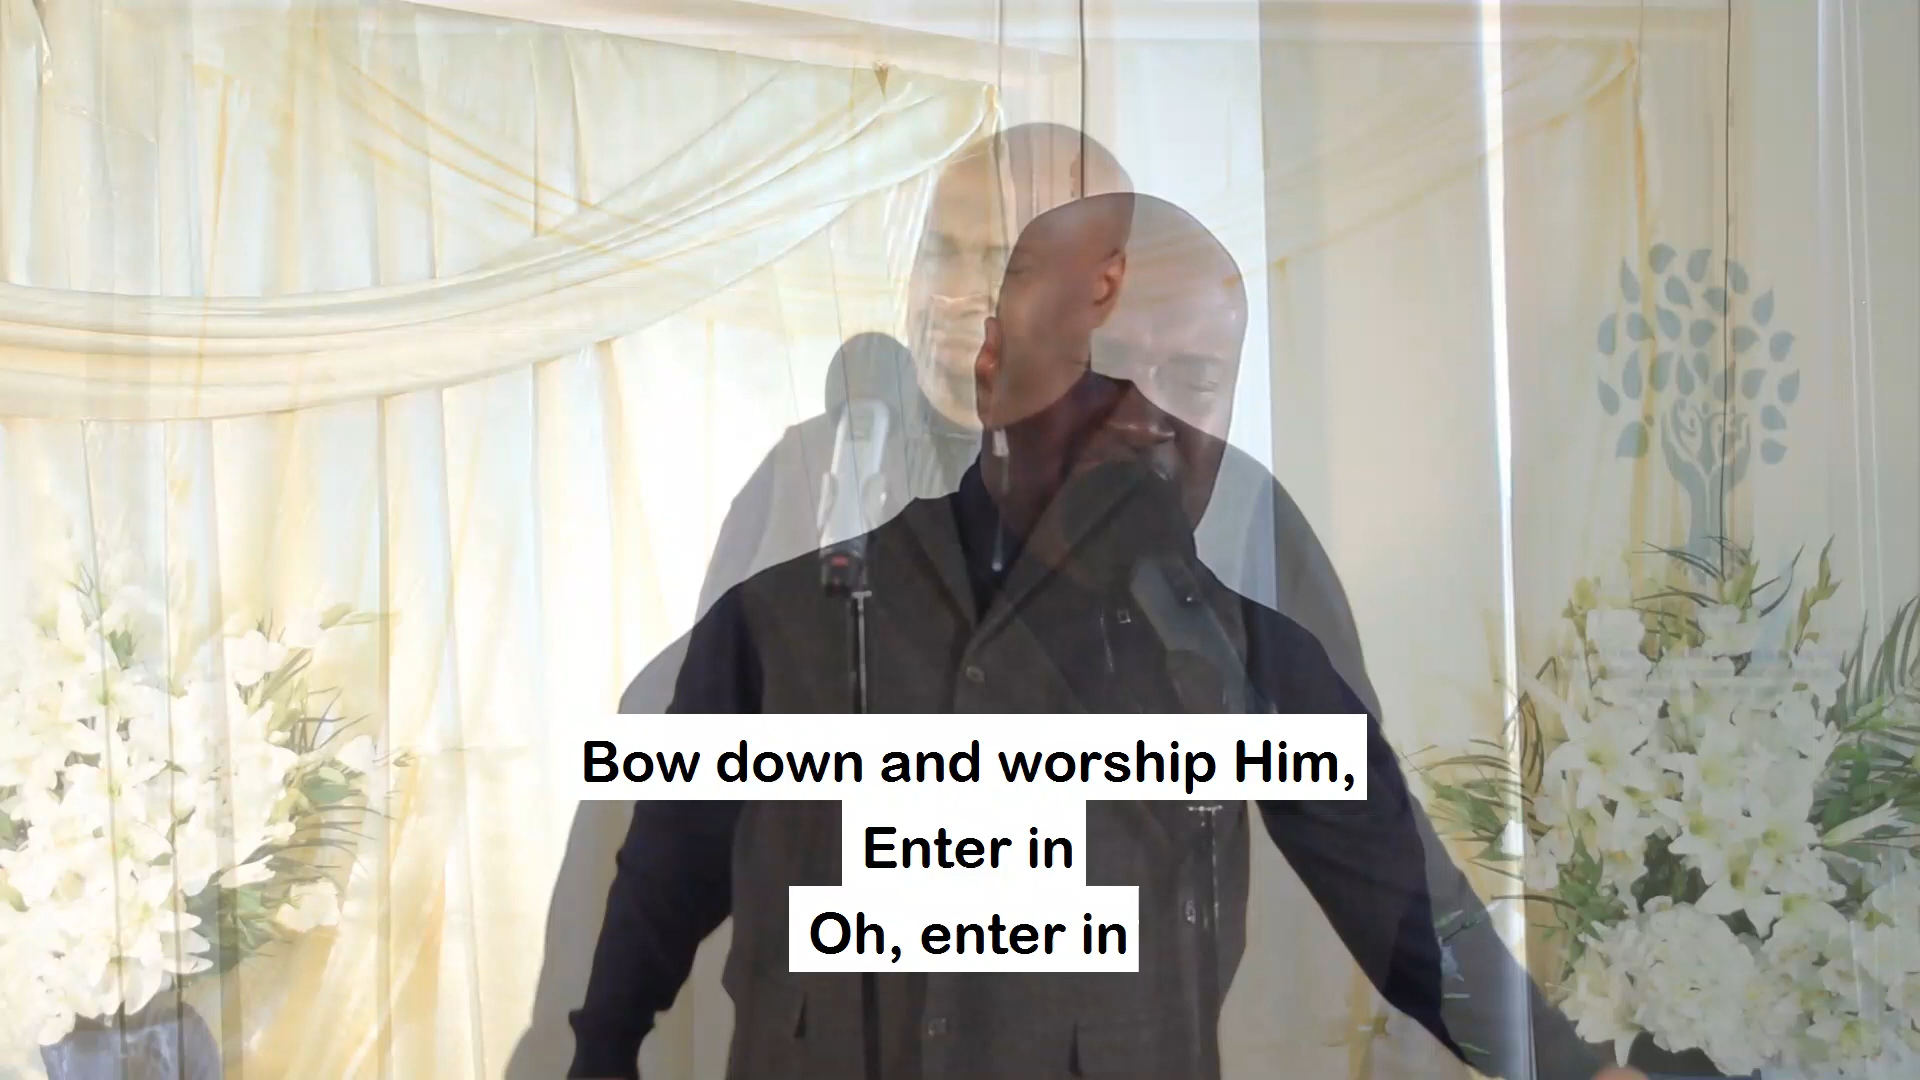 Bow down and worship Him,
Enter in
Oh, enter in